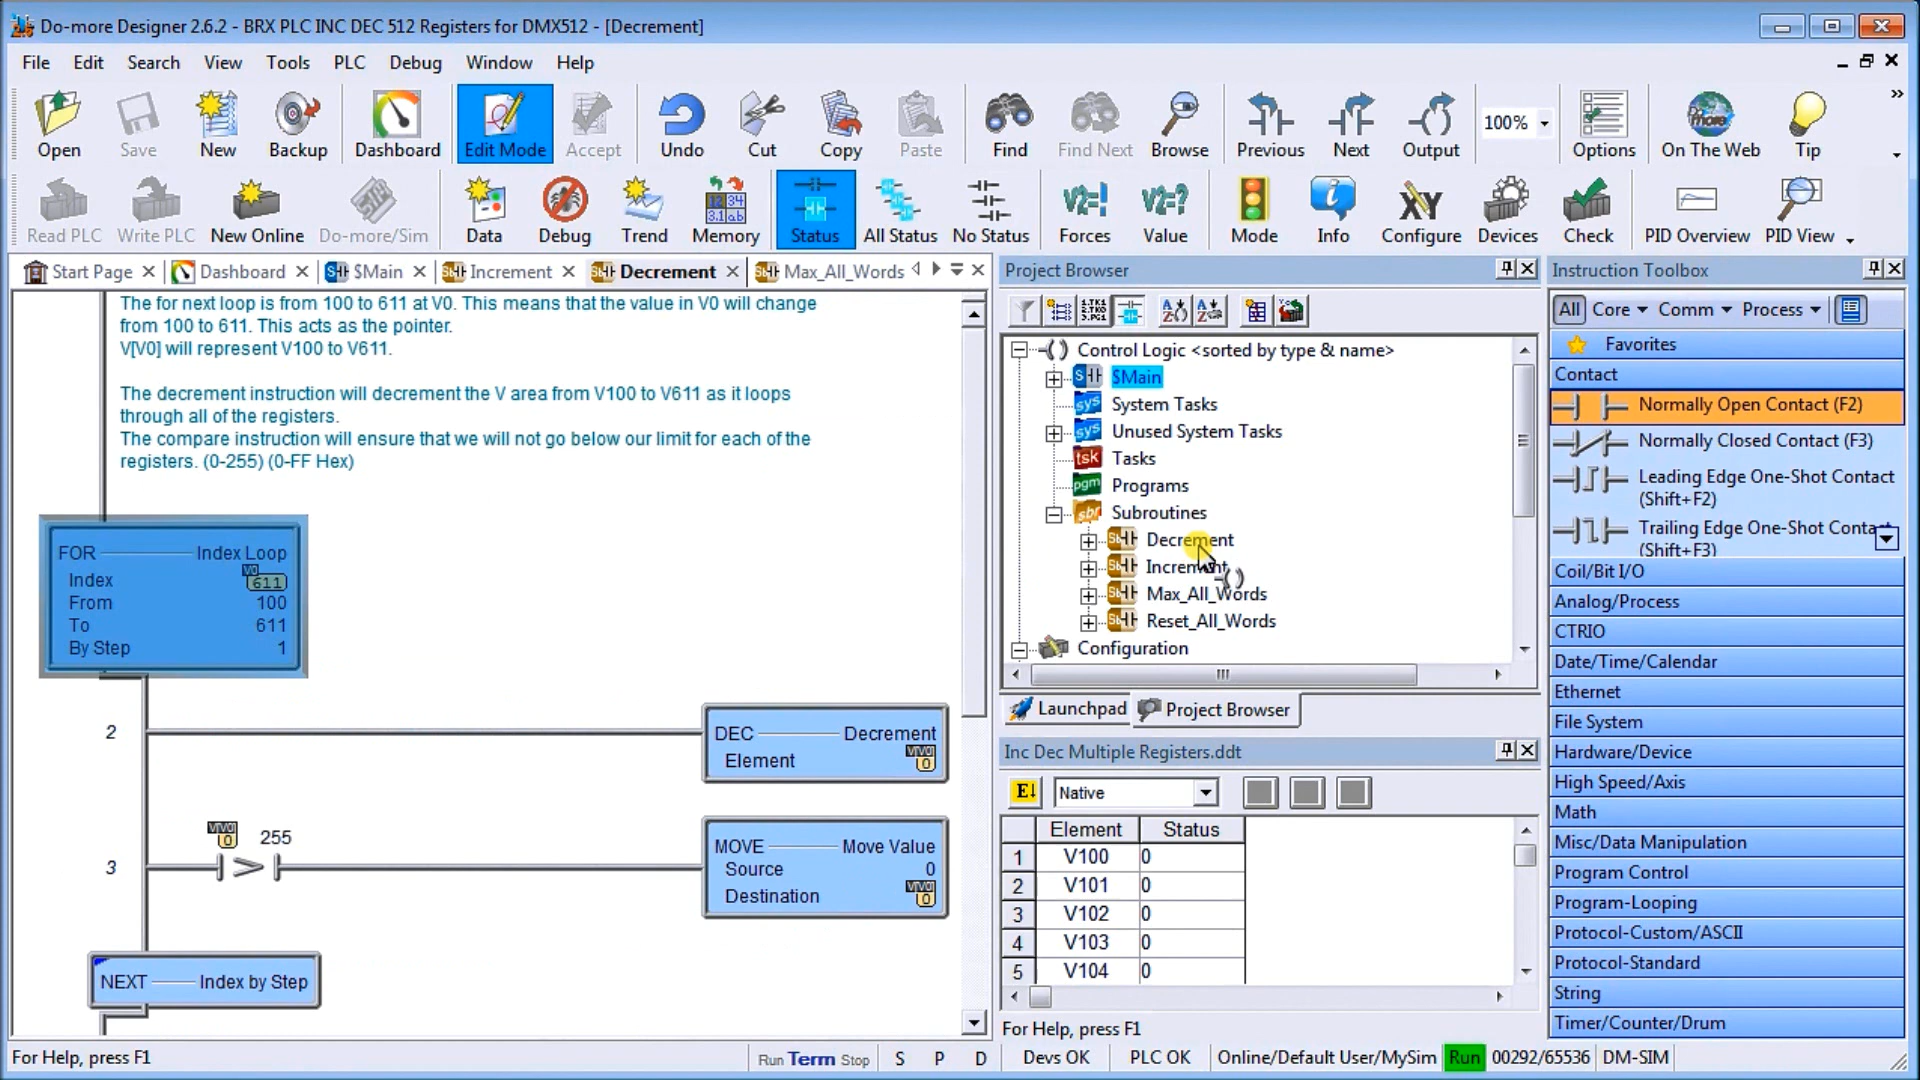 Do-more Designer 2.6.2 - BRX PLC INC DEC 512 Registers for DMX512 - [Decrement]
File Edit Search View Tools PLC Debug Window Help
Open Save New Backup Dashboard Edit Mode Accept Undo Cut Copy Paste Find Find Next Browse Previous Next Output 100% Options On The Web Tip
Read PLC Write PLC New Online Do-more/Sim Data Debug Trend Memory Status All Status No Status Forces Value Mode Info Configure Devices Check PID Overview PID View
Start Page Dashboard $Main Increment Decrement Max_All_Words
The for next loop is from 100 to 611 at V0. This means that the value in V0 will change
from 100 to 611. This acts as the pointer.
V[V0] will represent V100 to V611.
The decrement instruction will decrement the V area from V100 to V611 as it loops
through all of the registers.
The compare instruction will ensure that we will not go below our limit for each of the
registers. (0-255) (0-FF Hex)
FOR Index Loop
V0
Index 611
From 100
To 611
By Step 1
2
DEC Decrement
Element V[V0] 0
3
V[V0] 0 > 255
MOVE Move Value
Source 0
Destination V[V0] 0
NEXT Index by Step
Project Browser
Control Logic <sorted by type & name>
$Main
System Tasks
Unused System Tasks
Tasks
Programs
Subroutines
Decrement
Increment
Max_All_Words
Reset_All_Words
Configuration
Launchpad Project Browser
Inc Dec Multiple Registers.ddt
Native
Element Status
1 V100 0
2 V101 0
3 V102 0
4 V103 0
5 V104 0
For Help, press F1
Instruction Toolbox
All Core Comm Process
Favorites
Contact
Normally Open Contact (F2)
Normally Closed Contact (F3)
Leading Edge One-Shot Contact
(Shift+F2)
Trailing Edge One-Shot
(Shift+F3)
Coil/Bit I/O
Analog/Process
CTRIO
Date/Time/Calendar
Ethernet
File System
Hardware/Device
High Speed/Axis
Math
Misc/Data Manipulation
Program Control
Program-Looping
Protocol-Custom/ASCII
Protocol-Standard
String
Timer/Counter/Drum
For Help, press F1 Run Term Stop S P D Devs OK PLC OK Online/Default User/MySim Run 00292/65536 DM-SIM